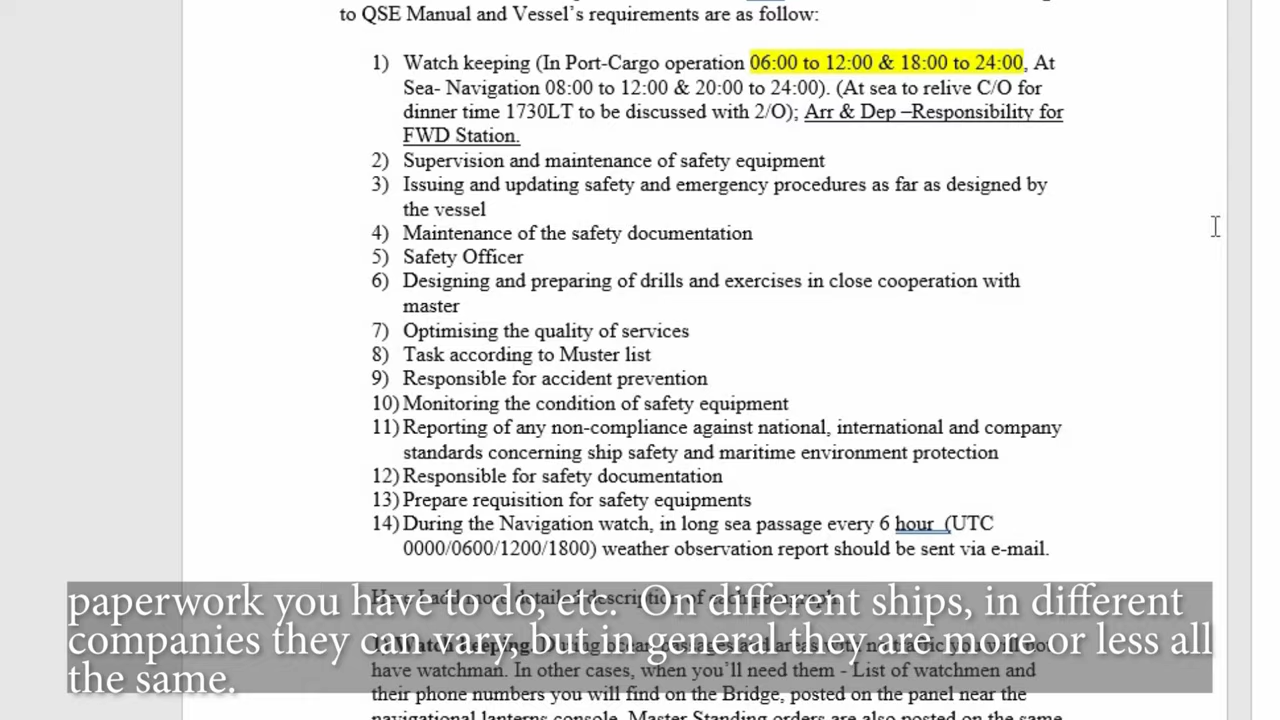 to QSE Manual and Vessel's requirements are as follow:
1) Watch keeping (In Port-Cargo operation 06:00 to 12:00 & 18:00 to 24:00, At
Sea- Navigation 08:00 to 12:00 & 20:00 to 24:00). (At sea to relive C/O for
dinner time 1730LT to be discussed with 2/O); Arr & Dep –Responsibility for
FWD Station.
2) Supervision and maintenance of safety equipment
3) Issuing and updating safety and emergency procedures as far as designed by
the vessel
4) Maintenance of the safety documentation
5) Safety Officer
6) Designing and preparing of drills and exercises in close cooperation with
master
7) Optimising the quality of services
8) Task according to Muster list
9) Responsible for accident prevention
10) Monitoring the condition of safety equipment
11) Reporting of any non-compliance against national, international and company
standards concerning ship safety and maritime environment protection
12) Responsible for safety documentation
13) Prepare requisition for safety equipments
14) During the Navigation watch, in long sea passage every 6 hour (UTC
0000/0600/1200/1800) weather observation report should be sent via e-mail.
paperwork you have to do, etc. On different ships, in different
companies they can vary, but in general they are more or less all
the same.
have watchman. In other cases, when you'll need them - List of watchmen and
their phone numbers you will find on the Bridge, posted on the panel near the
navigational lanterns console. Master Standing orders are also posted on the same